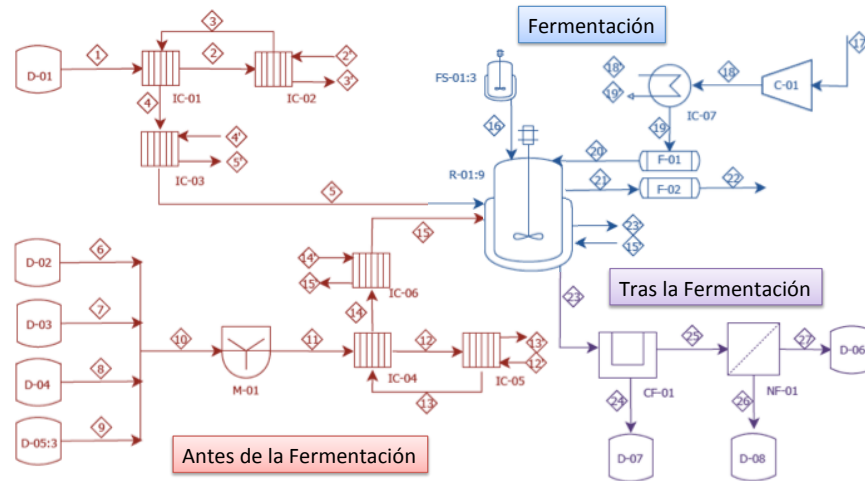 Fermentación
3
1
2
2'
3'
D-01
IC-01
IC-02
4
4'
5'
IC-03
5
FS-01:3
16
18'
19'
18
17
C-01
IC-07
19
20
F-01
21
F-02
22
R-01:9
23'
15'
15
6
D-02
7
D-03
8
D-04
9
D-05:3
10
M-01
11
14'
15'
IC-06
14
12
13'
12'
IC-04
IC-05
13
Tras la Fermentación
23
25
27
D-06
CF-01
NF-01
24
26
D-07
D-08
Antes de la Fermentación